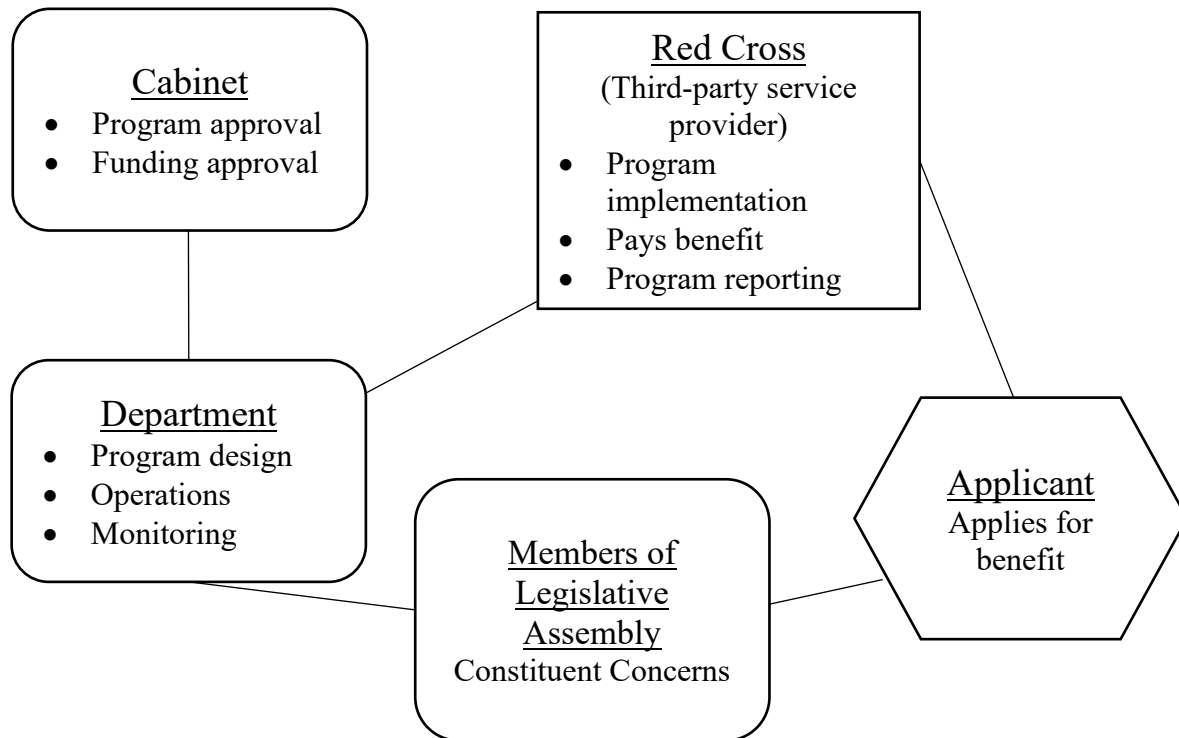 Cabinet
• Program approval
• Funding approval
Red Cross
(Third-party service
provider)
• Program
implementation
• Pays benefit
• Program reporting
Department
• Program design
• Operations
• Monitoring
Members of
Legislative
Assembly
Constituent Concerns
Applicant
Applies for
benefit